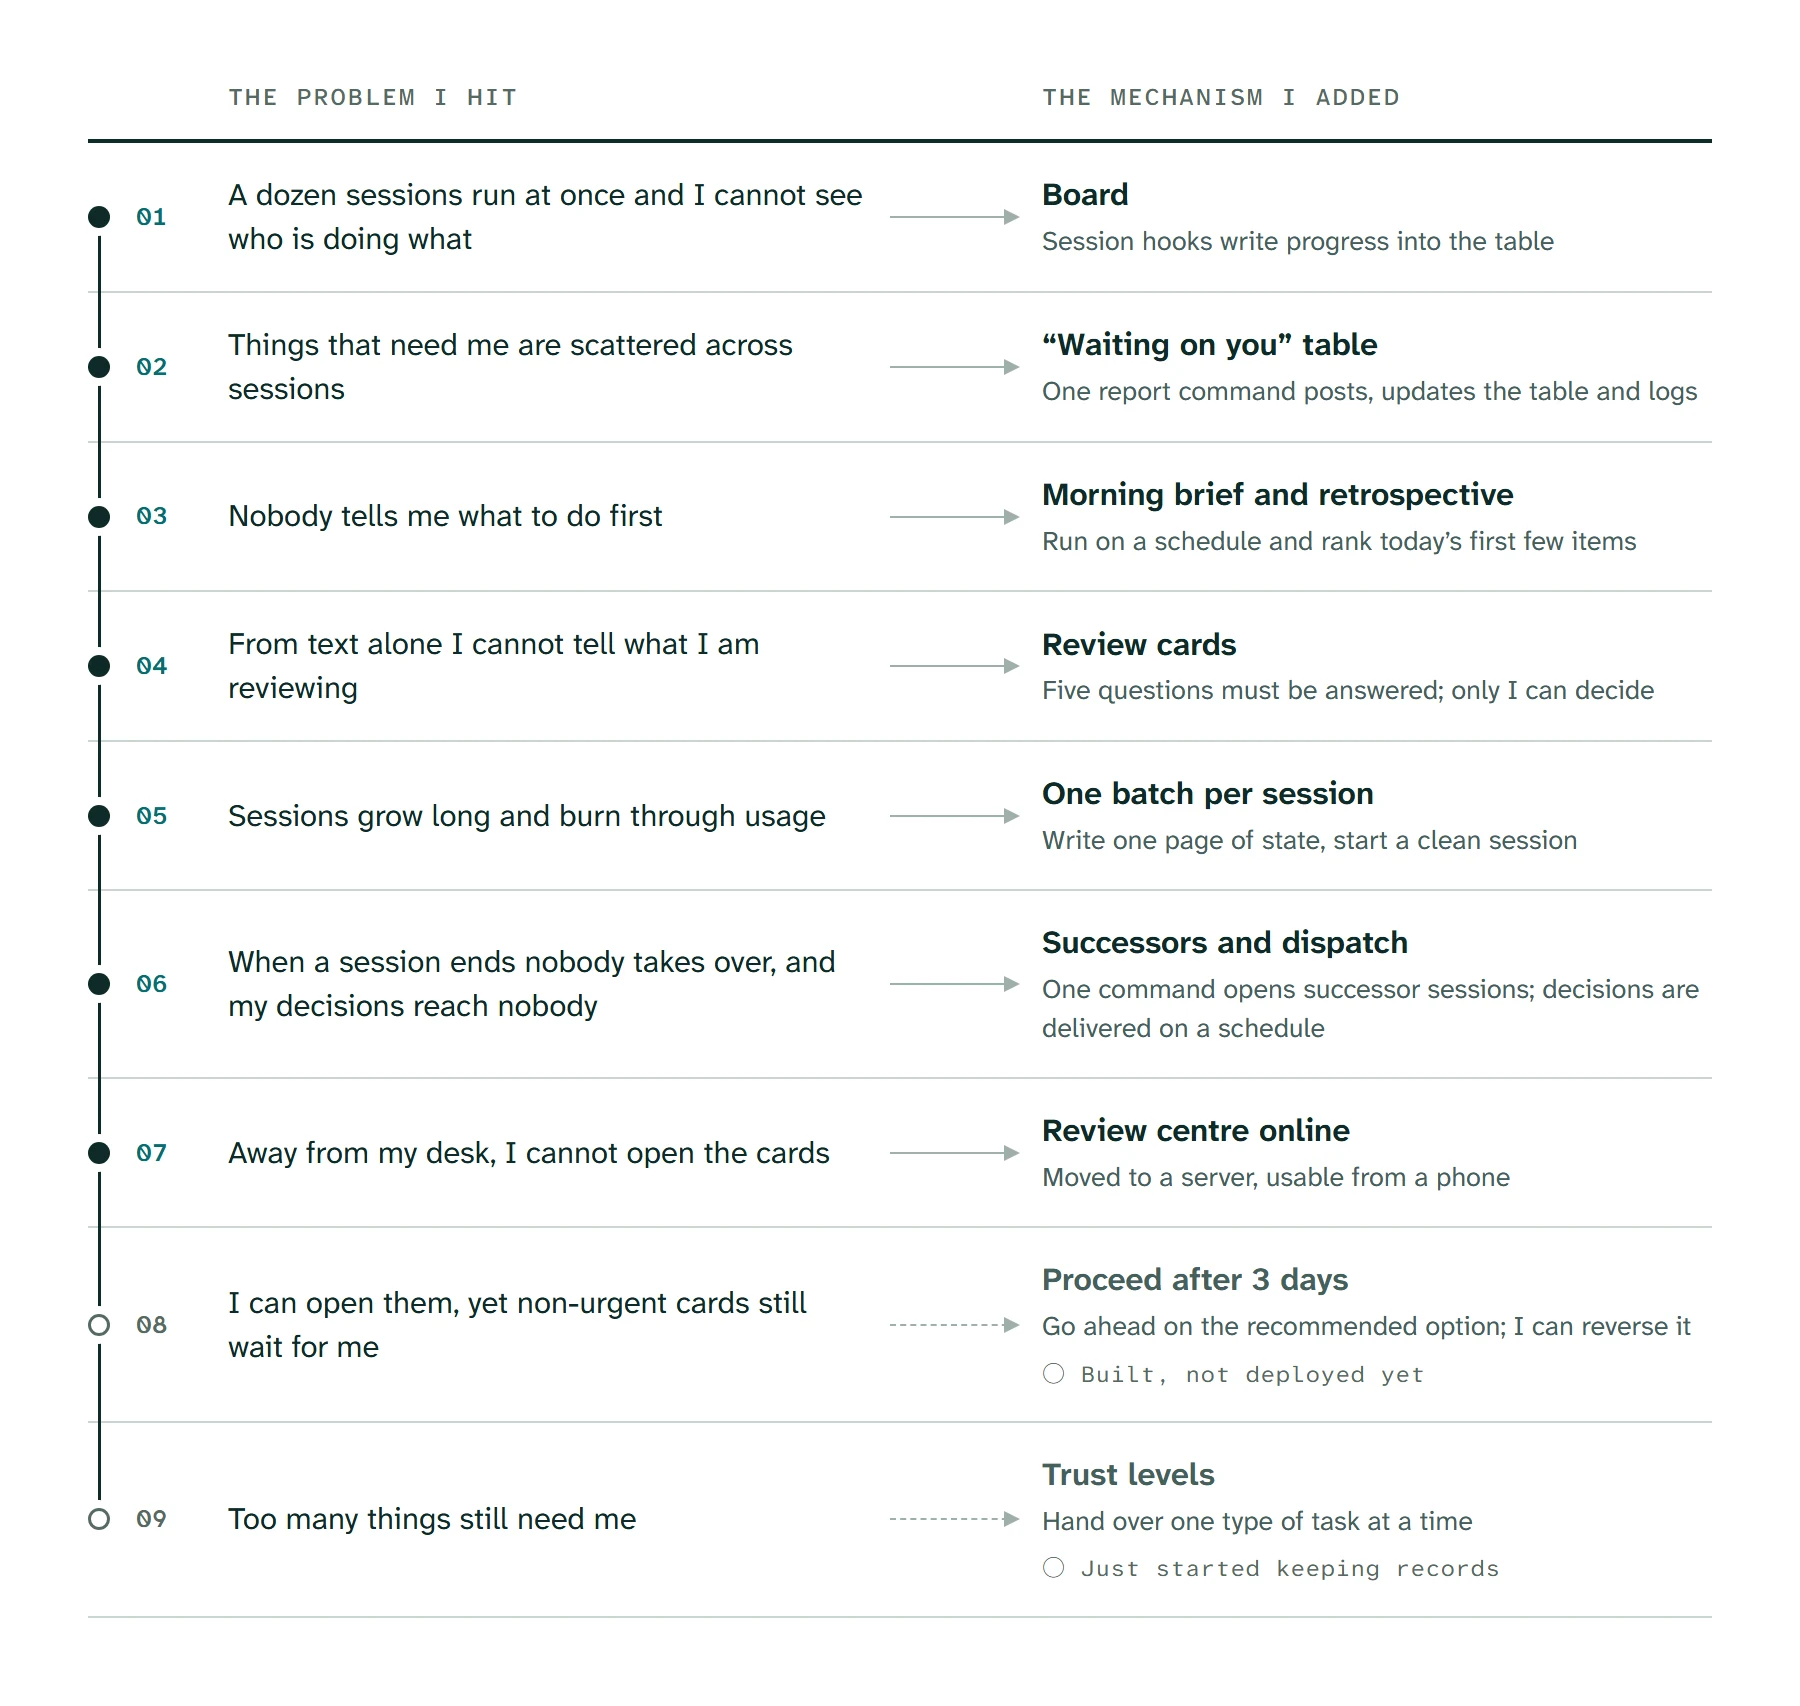 THE PROBLEM I HIT
THE MECHANISM I ADDED
01
A dozen sessions run at once and I cannot see
who is doing what
Board
Session hooks write progress into the table
02
Things that need me are scattered across
sessions
“Waiting on you” table
One report command posts, updates the table and logs
03
Nobody tells me what to do first
Morning brief and retrospective
Run on a schedule and rank today’s first few items
04
From text alone I cannot tell what I am
reviewing
Review cards
Five questions must be answered; only I can decide
05
Sessions grow long and burn through usage
One batch per session
Write one page of state, start a clean session
06
When a session ends nobody takes over, and
my decisions reach nobody
Successors and dispatch
One command opens successor sessions; decisions are
delivered on a schedule
07
Away from my desk, I cannot open the cards
Review centre online
Moved to a server, usable from a phone
08
I can open them, yet non-urgent cards still
wait for me
Proceed after 3 days
Go ahead on the recommended option; I can reverse it
Built, not deployed yet
09
Too many things still need me
Trust levels
Hand over one type of task at a time
Just started keeping records